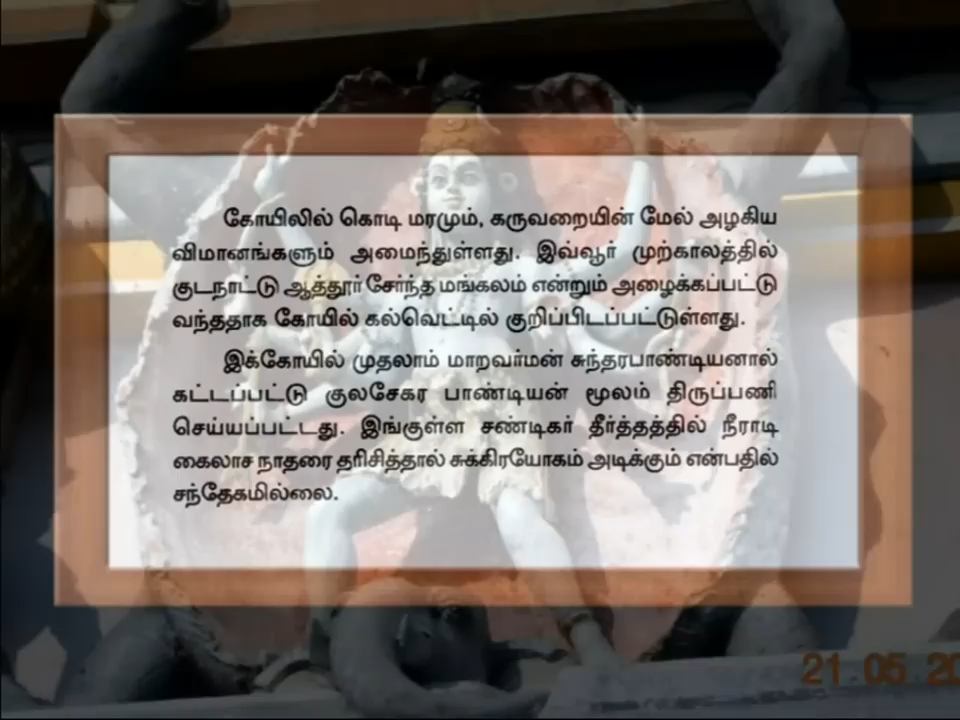 கோயிலில் கொடி மரமும், கருவறையின் மேல் அழகிய
விமானங்களும் அமைந்துள்ளது. இவ்வூர் முற்காலத்தில்
குடநாட்டு ஆத்தூர் சேர்ந்த மங்கலம் என்றும் அழைக்கப்பட்டு
வந்ததாக கோயில் கல்வெட்டில் குறிப்பிடப்பட்டுள்ளது.
இக்கோயில் முதலாம் மாறவர்மன் சுந்தரபாண்டியனால்
கட்டப்பட்டு குலசேகர பாண்டியன் மூலம் திருப்பணி
செய்யப்பட்டது. இங்குள்ள சண்டிகர் தீர்த்தத்தில் நீராடி
கைலாச நாதரை தரிசித்தால் சுக்கிரயோகம் அடிக்கும் என்பதில்
சந்தேகமில்லை.
21.05.20